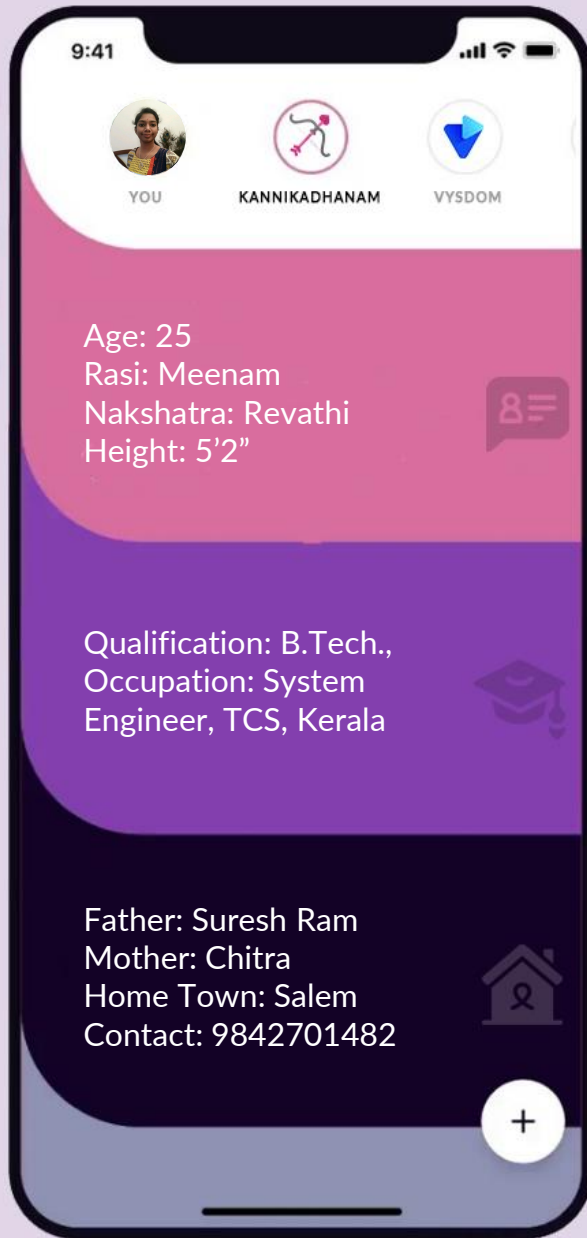 9:41
YOU
KANNIKADHANAM
VYSDOM
Age: 25
Rasi: Meenam
Nakshatra: Revathi
Height: 5’2”
Qualification: B.Tech.,
Occupation: System
Engineer, TCS, Kerala
Father: Suresh Ram
Mother: Chitra
Home Town: Salem
Contact: 9842701482